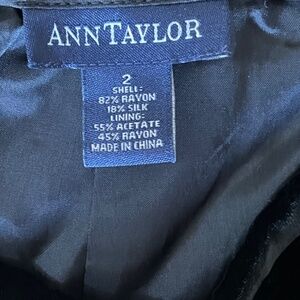 ANNTAYLOR
2
SHELL:
82% RAYON
18% SILK
LINING:
55% ACETATE
45% RAYON
MADE IN CHINA